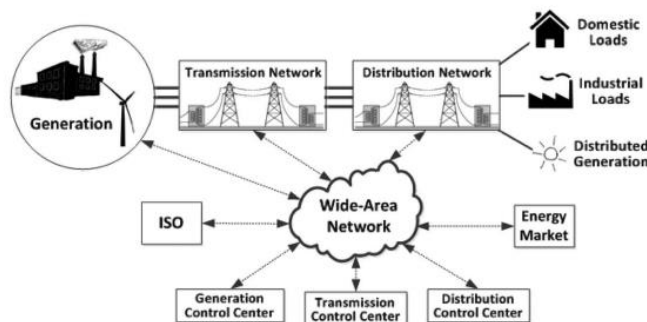 Domestic
Loads
Transmission Network
Distribution Network
Industrial
Loads
Generation
Distributed
Generation
Wide-Area
Network
ISO
Energy
Market
Generation
Control Center
Transmission
Control Center
Distribution
Control Center